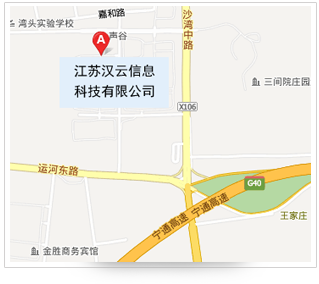 嘉和路
湾头实验学校
沙湾中路
A
声谷
江苏汉云信息
科技有限公司
三间院庄园
X106
运河东路
G40
宁通高速
宁通高速
王家庄
金胜商务宾馆